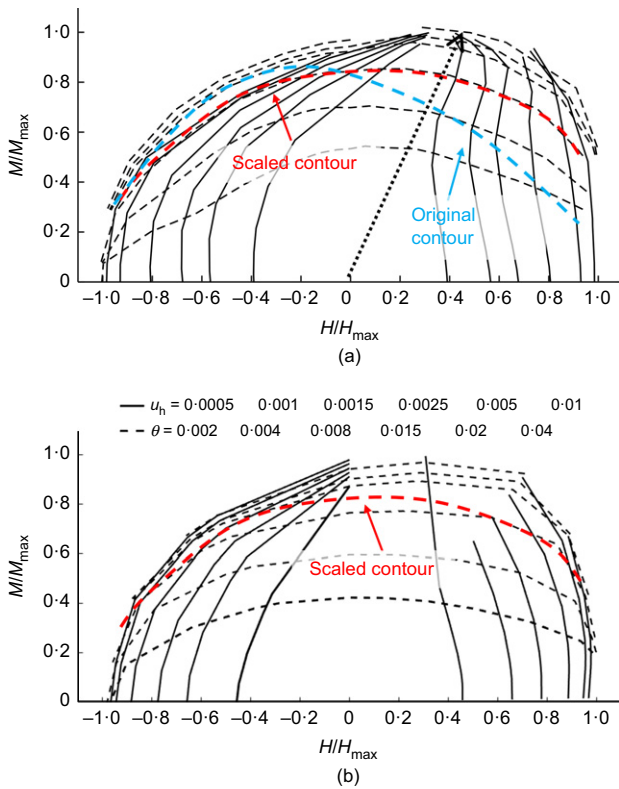 1·0
0·8
0·6
0·4
0·2
0
M/Mmax
Scaled contour
Original
contour
–1·0 –0·8 –0·6 –0·4 –0·2 0 0·2 0·4 0·6 0·8 1·0
H/Hmax
(a)
uh = 0·0005 0·001 0·0015 0·0025 0·005 0·01
θ = 0·002 0·004 0·008 0·015 0·02 0·04
1·0
0·8
0·6
0·4
0·2
0
M/Mmax
Scaled contour
–1·0 –0·8 –0·6 –0·4 –0·2 0 0·2 0·4 0·6 0·8 1·0
H/Hmax
(b)